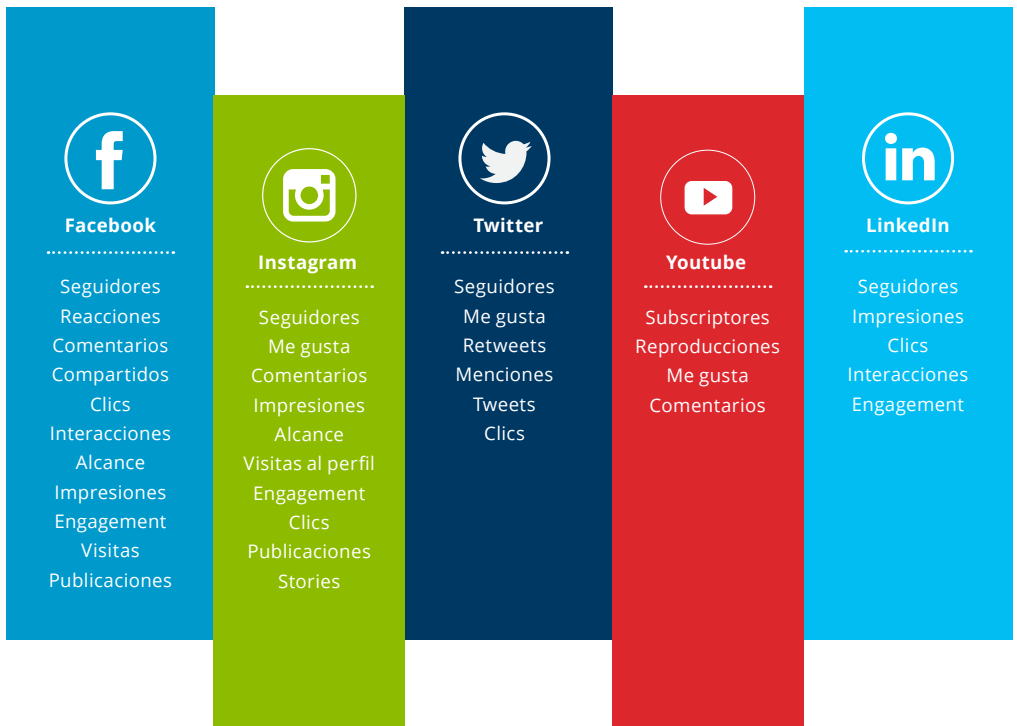 Facebook
Seguidores
Reacciones
Comentarios
Compartidos
Clics
Interacciones
Alcance
Impresiones
Engagement
Visitas
Publicaciones
Instagram
Seguidores
Me gusta
Comentarios
Impresiones
Alcance
Visitas al perfil
Engagement
Clics
Publicaciones
Stories
Twitter
Seguidores
Me gusta
Retweets
Menciones
Tweets
Clics
Youtube
Subscriptores
Reproducciones
Me gusta
Comentarios
in
LinkedIn
Seguidores
Impresiones
Clics
Interacciones
Engagement